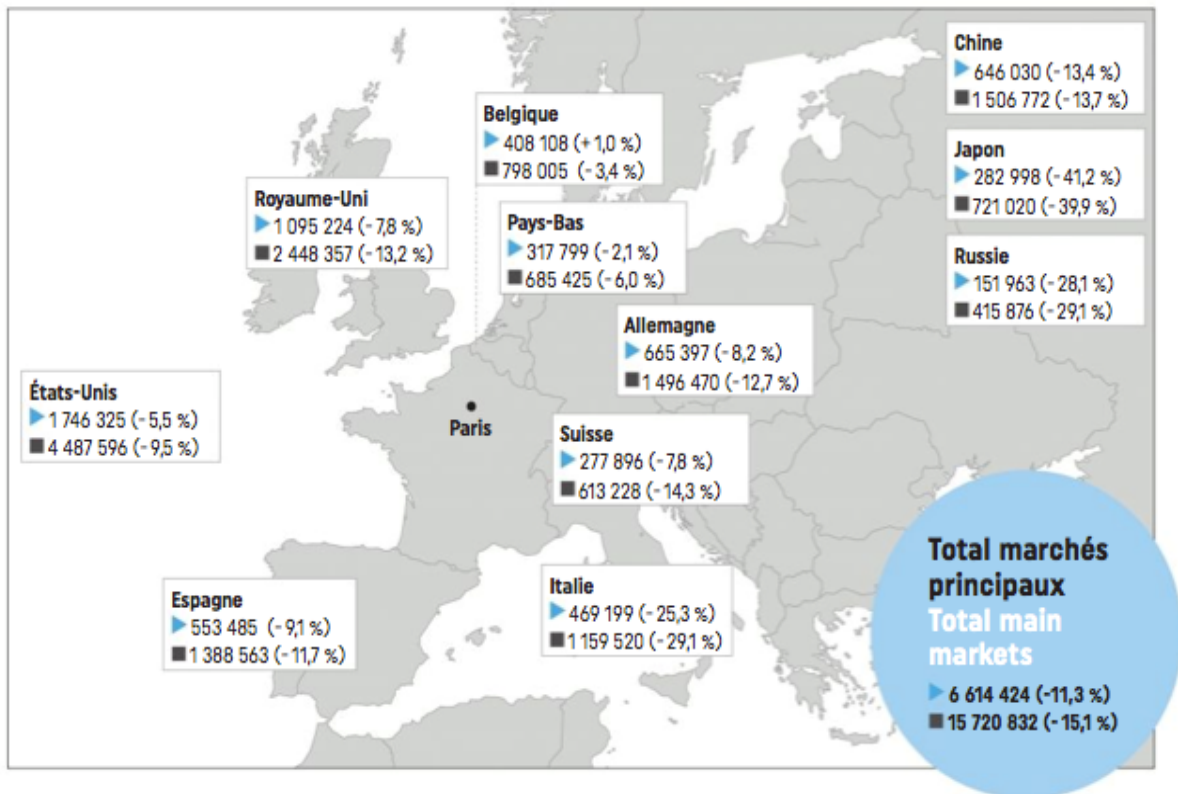 Chine
646 030 (-13,4 %)
1 506 772 (-13,7 %)
Belgique
408 108 (+1,0 %)
798 005 (-3,4 %)
Japon
282 998 (-41,2 %)
721 020 (-39,9 %)
Royaume-Uni
1 095 224 (-7,8 %)
2 448 357 (-13,2 %)
Pays-Bas
317 799 (-2,1 %)
685 425 (-6,0 %)
Russie
151 963 (-28,1 %)
415 876 (-29,1 %)
Allemagne
665 397 (-8,2 %)
1 496 470 (-12,7 %)
États-Unis
1 746 325 (-5,5 %)
4 487 596 (-9,5 %)
Paris
Suisse
277 896 (-7,8 %)
613 228 (-14,3 %)
Espagne
553 485 (-9,1 %)
1 388 563 (-11,7 %)
Italie
469 199 (-25,3 %)
1 159 520 (-29,1 %)
Total marchés
principaux
Total main
markets
6 614 424 (-11,3 %)
15 720 832 (-15,1 %)